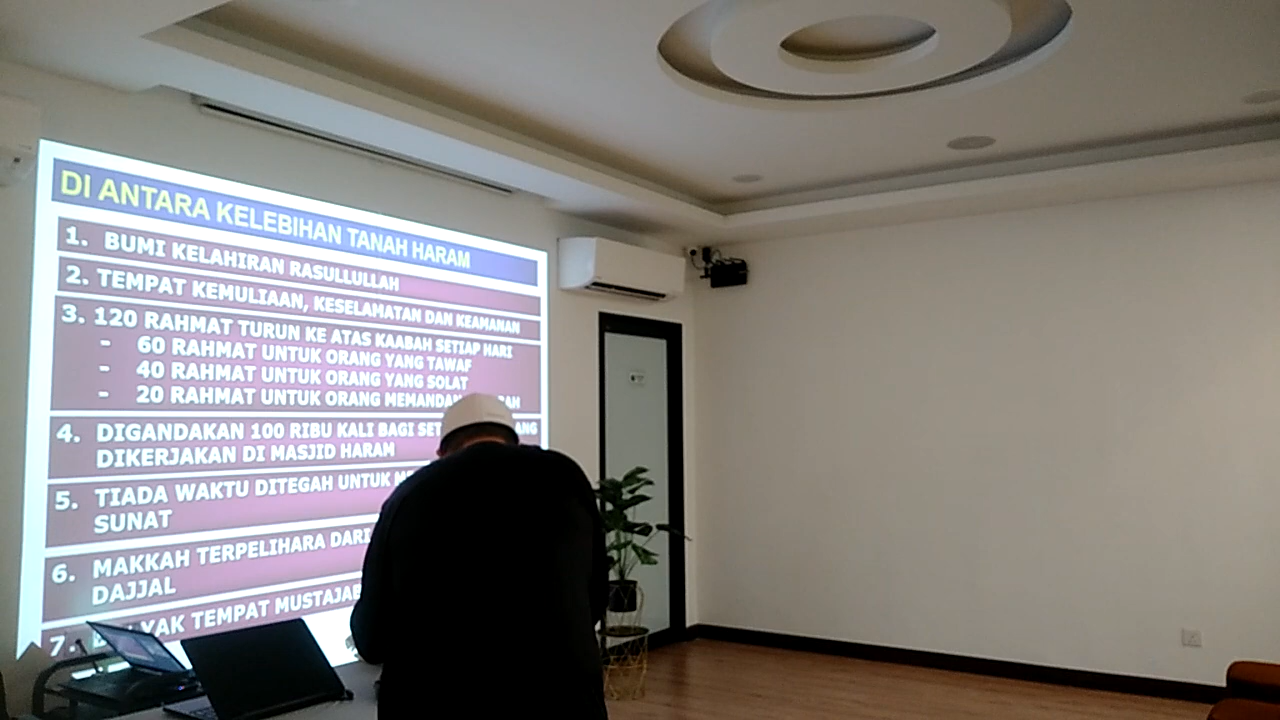 DI ANTARA KELEBIHAN TANAH HARAM
1. BUMI KELAHIRAN RASULLULLAH
2. TEMPAT KEMULIAAN, KESELAMATAN DAN KEAMANAN
3. 120 RAHMAT TURUN KE ATAS KAABAH SETIAP HARI
- 60 RAHMAT UNTUK ORANG YANG TAWAF
- 40 RAHMAT UNTUK ORANG YANG SOLAT
- 20 RAHMAT UNTUK ORANG
4. DIGANDAKAN 100 RIBU KALI BAGI
DIKERJAKAN DI MASJID HARAM
5. TIADA WAKTU DITEGAH UNTUK
SUNAT
6. MAKKAH TERPELIHARA DARI
DAJJAL
7. TEMPAT